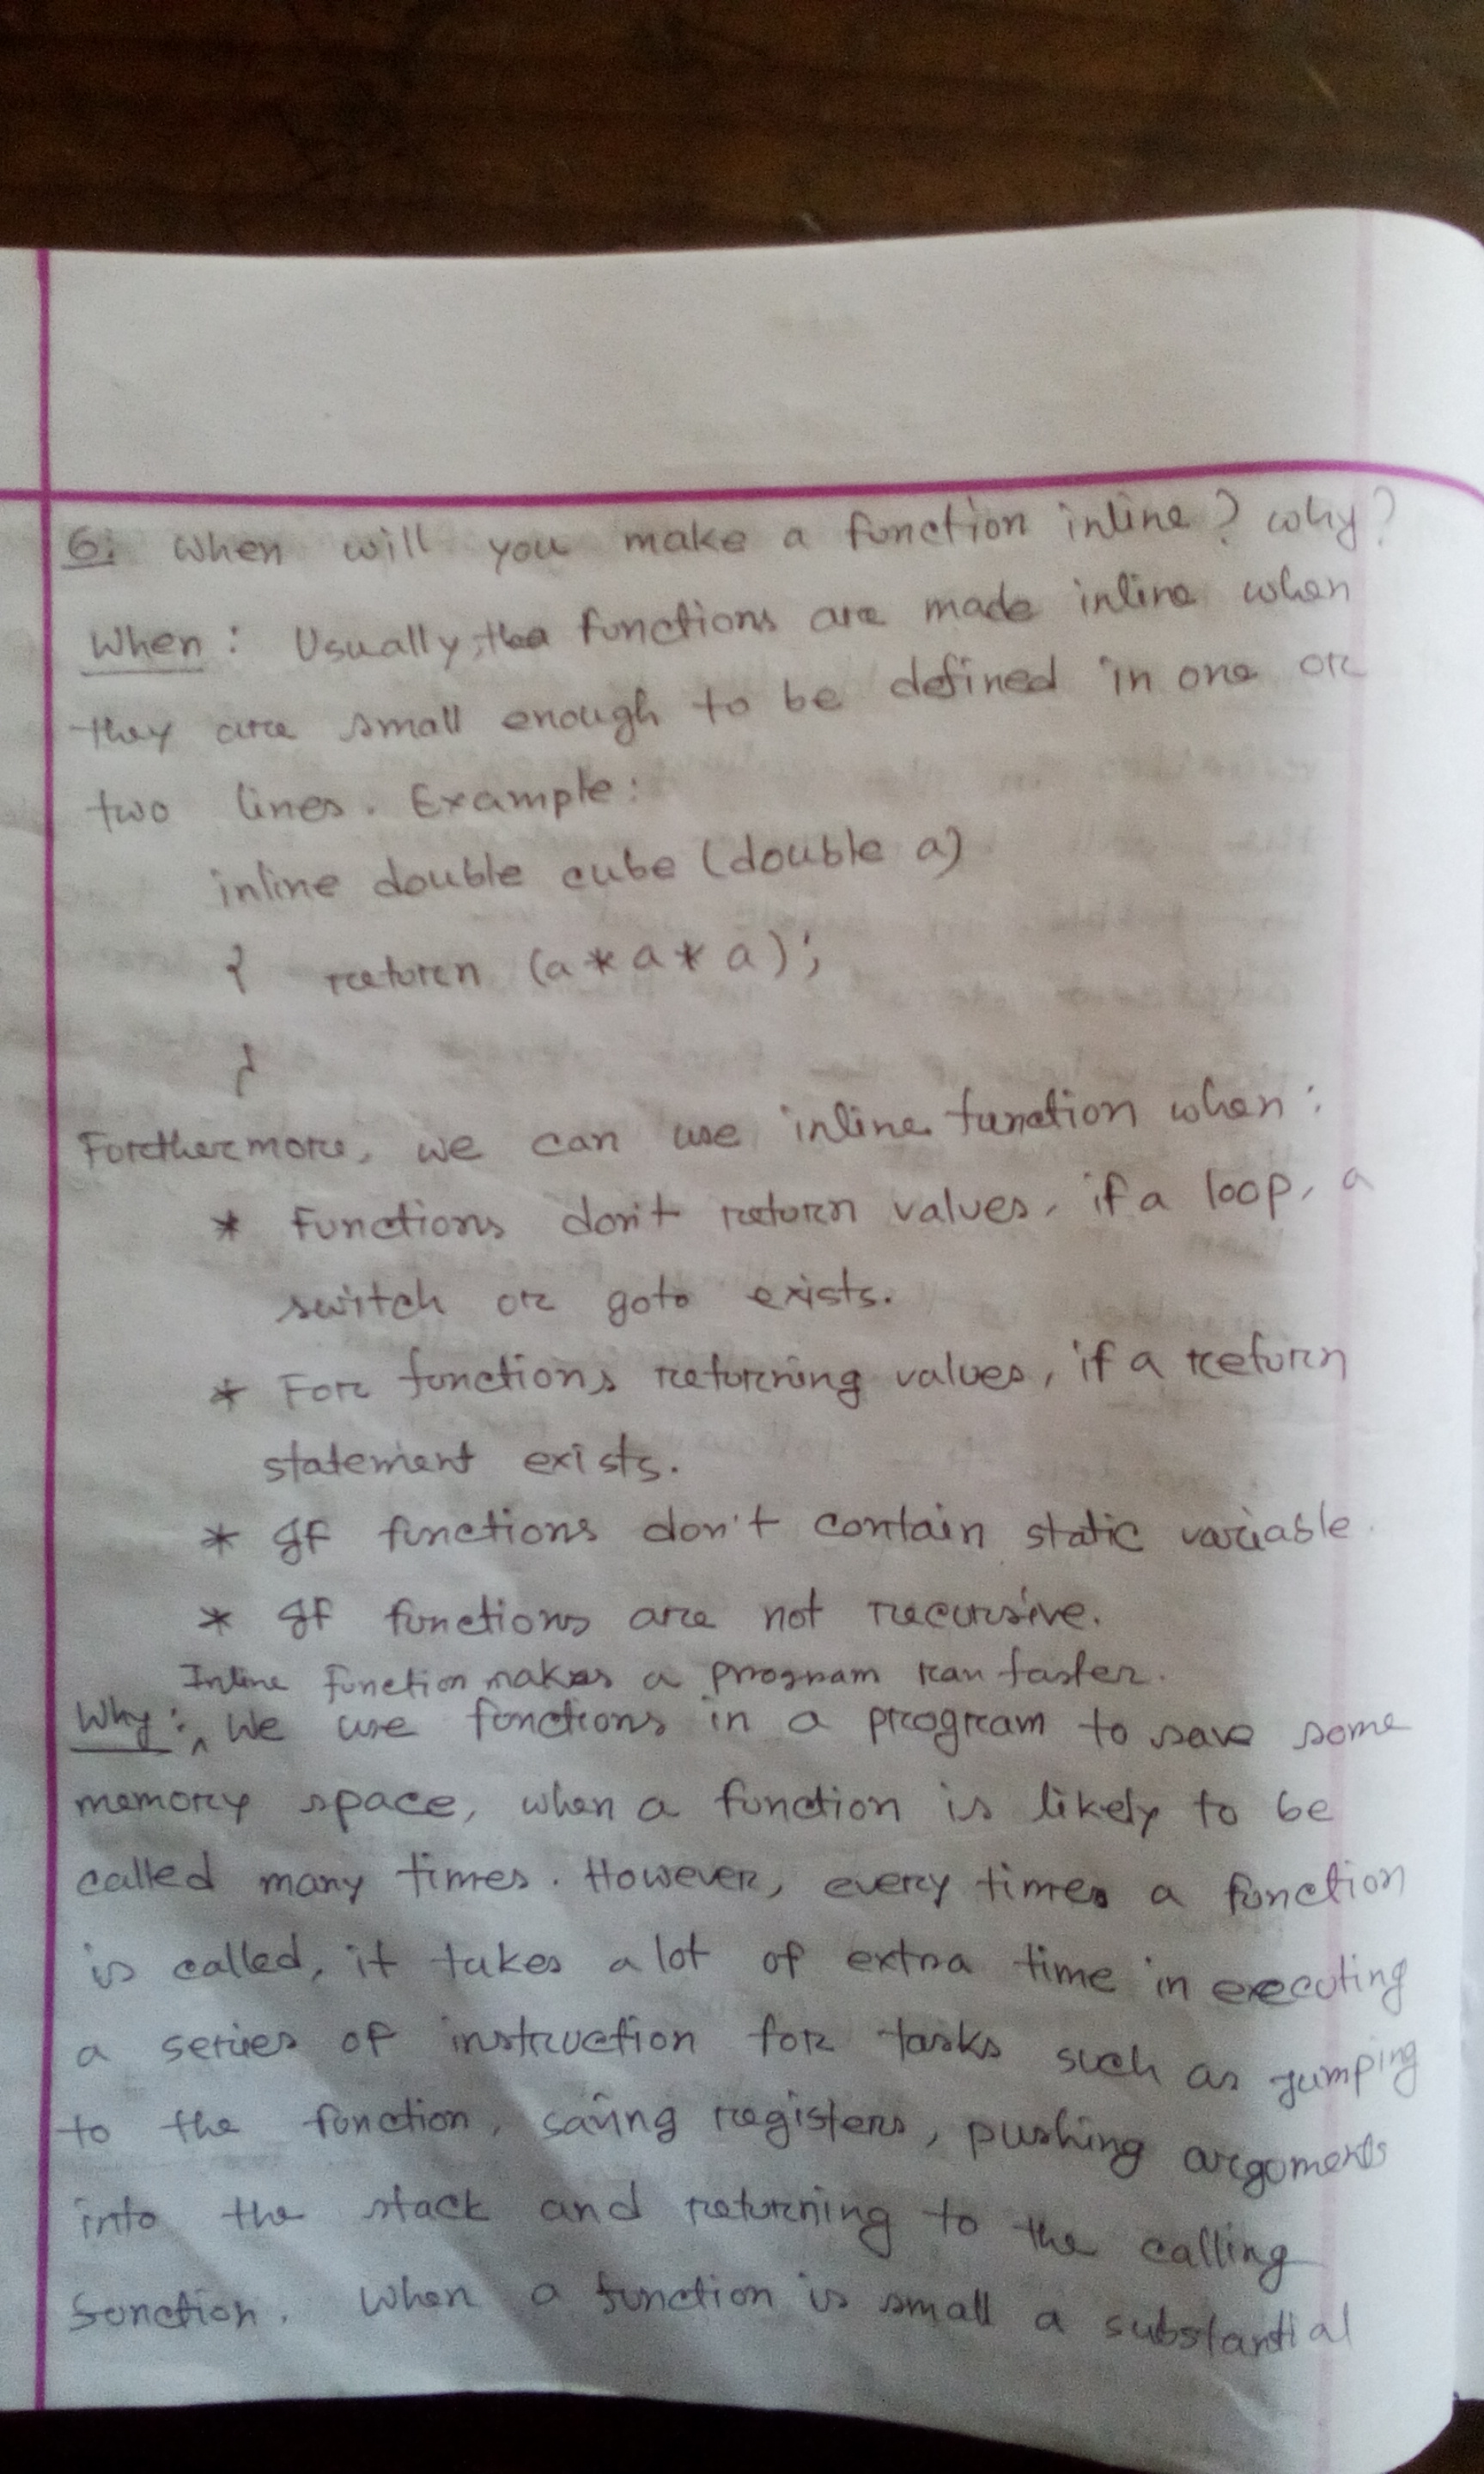 6: When will you make a function inline? why?
When: Usually, the functions are made inline when
they are small enough to be defined in one or
two lines. Example:
inline double cube (double a)
{ return (a * a * a);
}
Furthermore, we can use inline function when:
* Functions don't return values, if a loop, a
switch or goto exists.
* For functions returning values, if a return
statement exists.
* If functions don't contain static variable.
* If functions are not recursive.
Inline Function makes a program run faster.
Why: ^ We use functions in a program to save some
memory space, when a function is likely to be
called many times. However, every times a function
is called, it takes a lot of extra time in executing
a series of instruction for tasks such as jumping
to the function, saving registers, pushing arguments
into the stack and returning to the calling
function. When a function is small a substantial